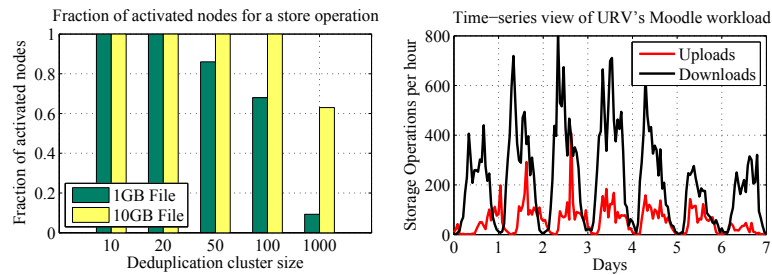 Fraction of activated nodes for a store operation
Fraction of activated nodes
1
0.8
0.6
0.4
0.2
0
1GB File
10GB File
10 20 50 100 1000
Deduplication cluster size
Time−series view of URV's Moodle workload
Storage Operations per hour
800
600
400
200
0
Uploads
Downloads
0 1 2 3 4 5 6 7
Days